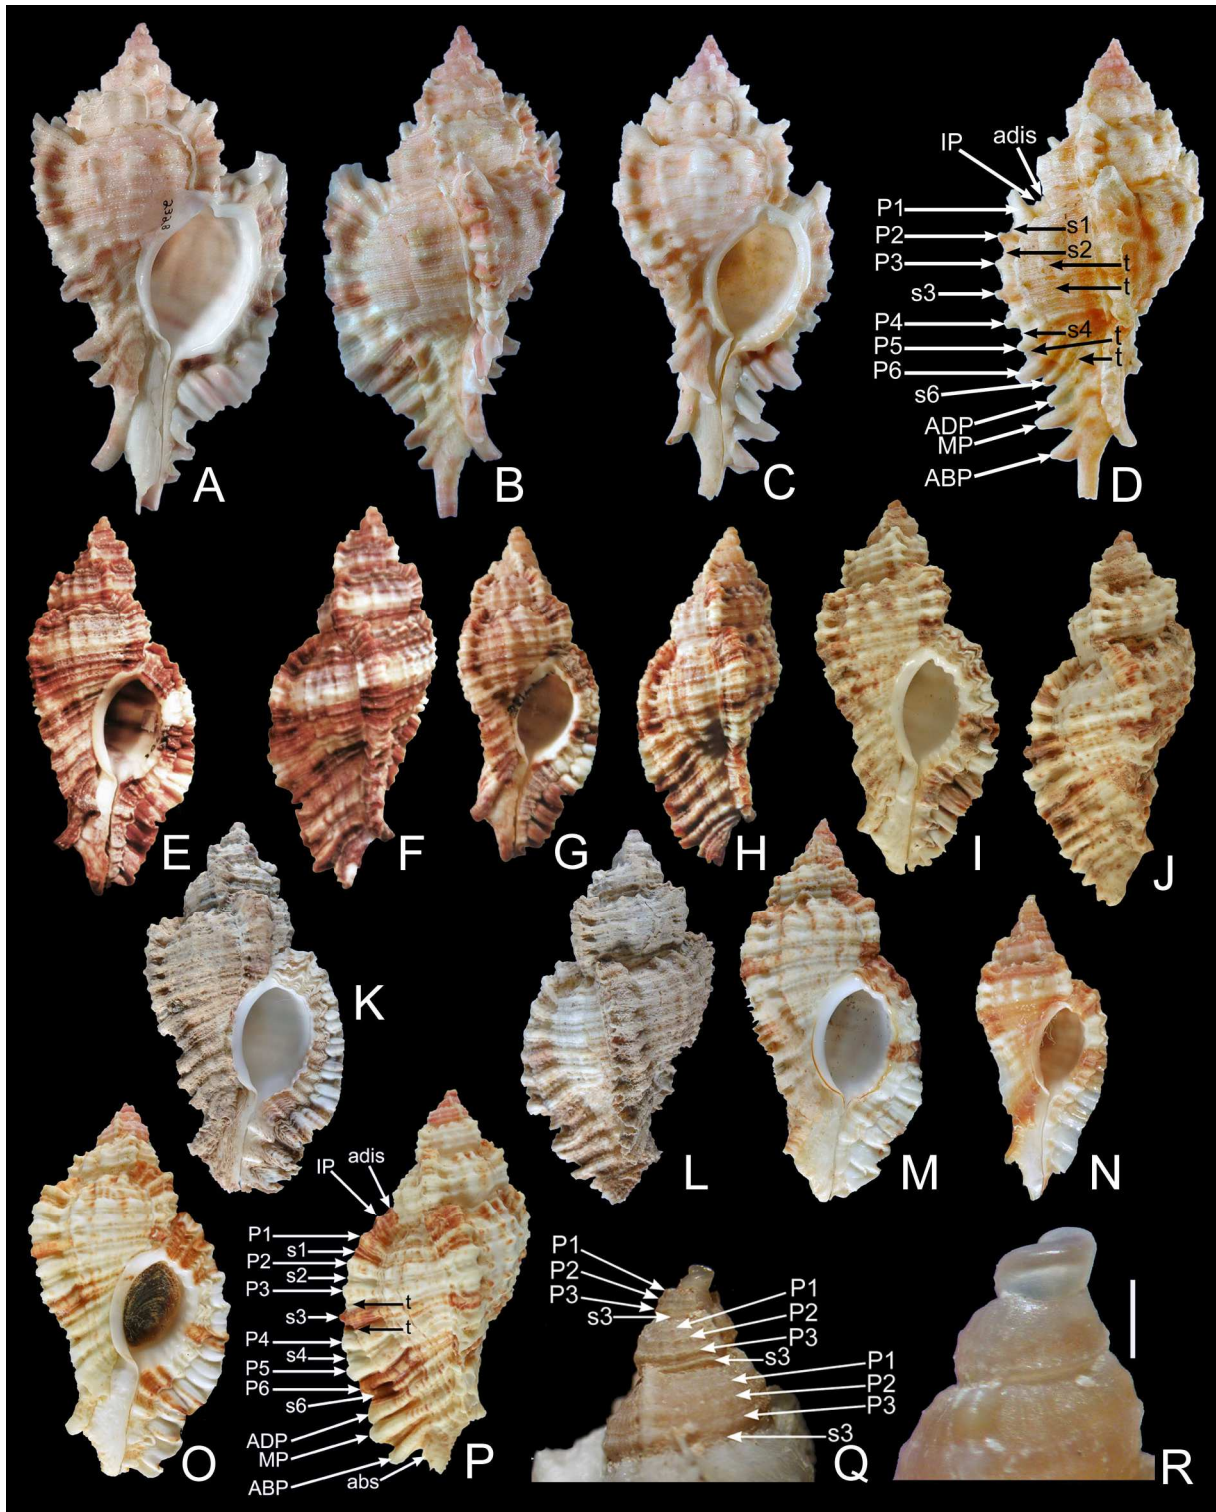 A
B
C
D
IP
adis
P1
s1
P2
s2
P3
t
s3
t
P4
s4
P5
t
P6
t
s6
ADP
MP
ABP
E
F
G
H
I
J
K
L
M
N
O
P
IP
adis
P1
s1
P2
s2
P3
t
s3
t
P4
s4
P5
P6
s6
ADP
MP
ABP
abs
Q
P1
P2
P3
s3
P1
P2
P3
s3
P1
P2
P3
s3
R